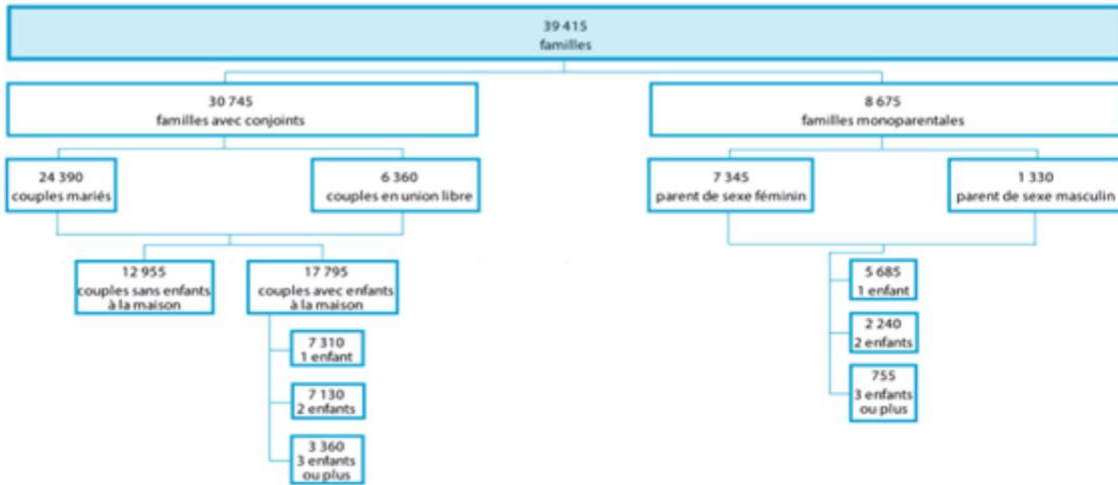 39 415
familles
30 745
familles avec conjoints
8 675
familles monoparentales
24 390
couples mariés
6 360
couples en union libre
7 345
parent de sexe féminin
1 330
parent de sexe masculin
12 955
couples sans enfants
à la maison
17 795
couples avec enfants
à la maison
7 310
1 enfant
7 130
2 enfants
3 360
3 enfants
ou plus
5 685
1 enfant
2 240
2 enfants
755
3 enfants
ou plus